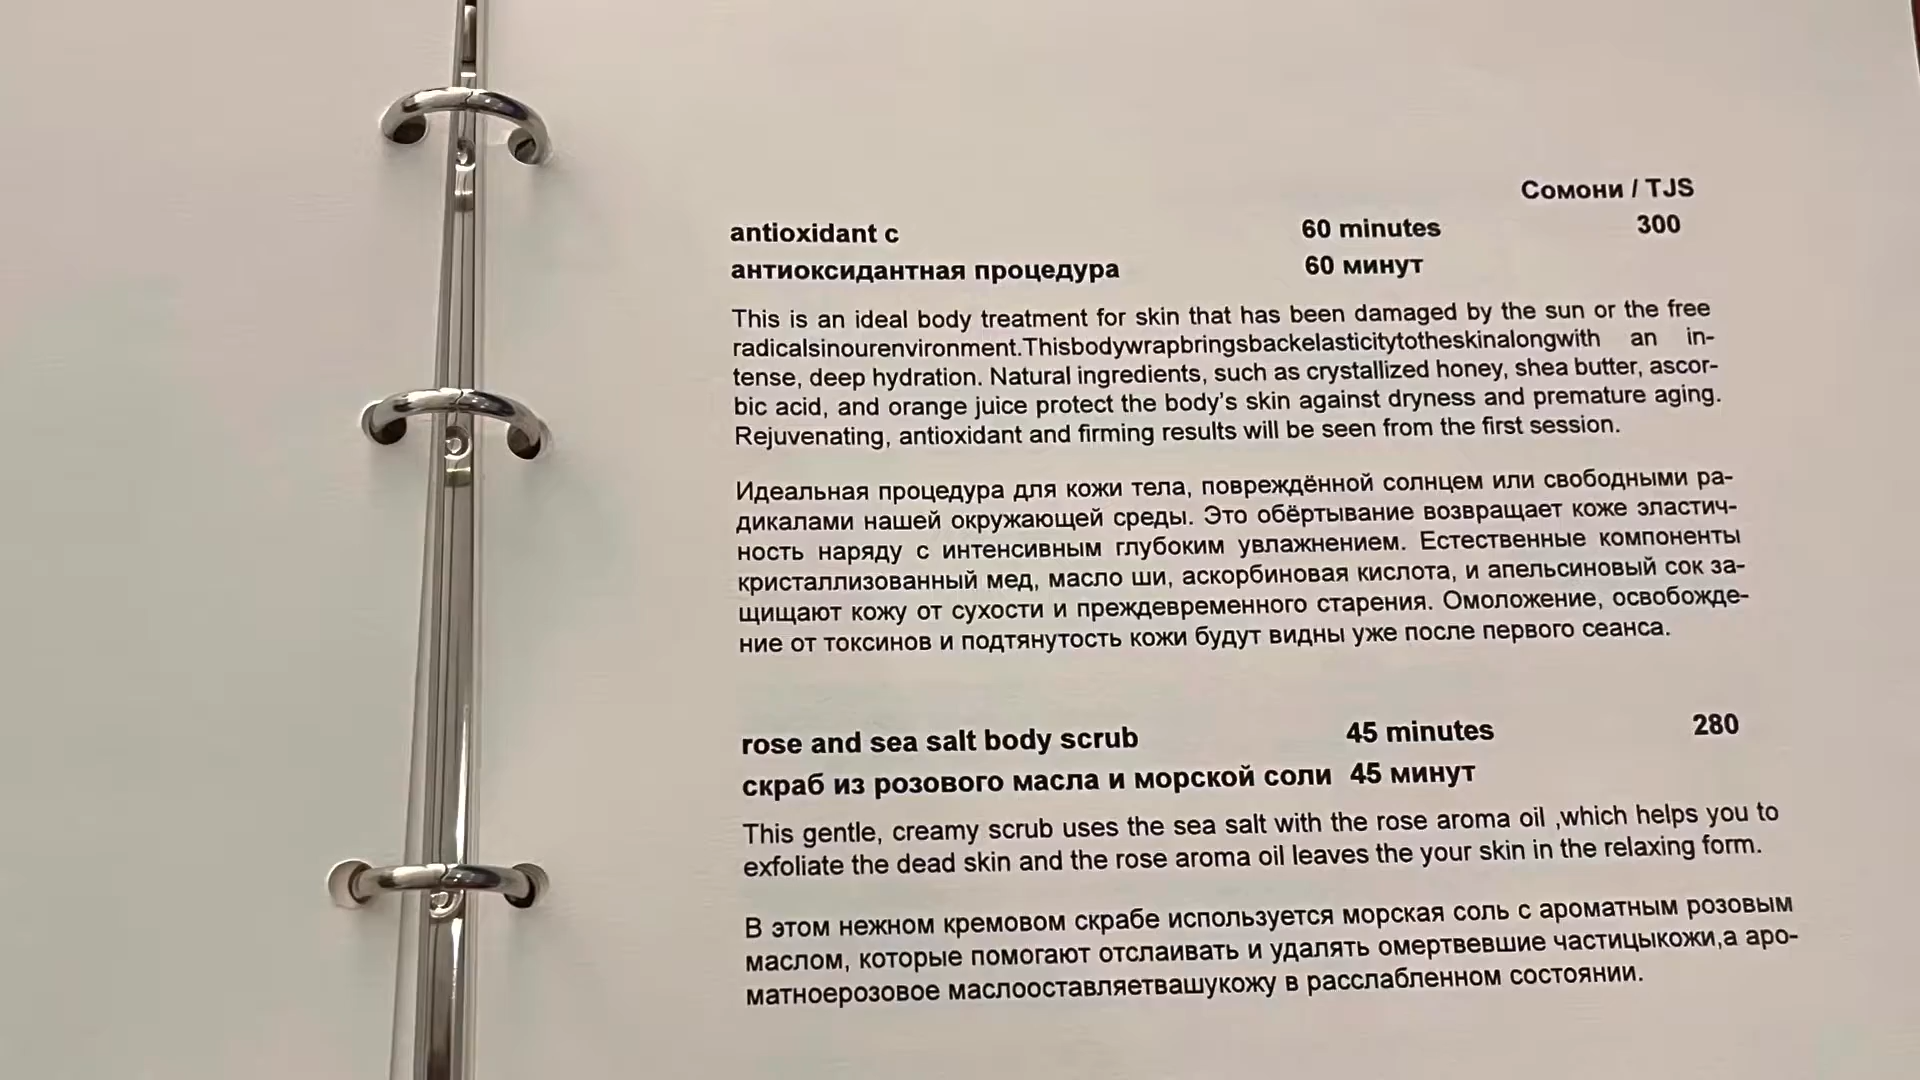 Сомони / TJS
antioxidant c 60 minutes 300
антиоксидантная процедура 60 минут
This is an ideal body treatment for skin that has been damaged by the sun or the free
radicalsinourenvironment.Thisbodywrapbringsbackelasticitytotheskinalongwith an in-
tense, deep hydration. Natural ingredients, such as crystallized honey, shea butter, ascor-
bic acid, and orange juice protect the body’s skin against dryness and premature aging.
Rejuvenating, antioxidant and firming results will be seen from the first session.
Идеальная процедура для кожи тела, повреждённой солнцем или свободными ра-
дикалами нашей окружающей среды. Это обёртывание возвращает коже эластич-
ность наряду с интенсивным глубоким увлажнением. Естественные компоненты
кристаллизованный мед, масло ши, аскорбиновая кислота, и апельсиновый сок за-
щищают кожу от сухости и преждевременного старения. Омоложение, освобожде-
ние от токсинов и подтянутость кожи будут видны уже после первого сеанса.
rose and sea salt body scrub 45 minutes 280
скраб из розового масла и морской соли 45 минут
This gentle, creamy scrub uses the sea salt with the rose aroma oil ,which helps you to
exfoliate the dead skin and the rose aroma oil leaves the your skin in the relaxing form.
В этом нежном кремовом скрабе используется морская соль с ароматным розовым
маслом, которые помогают отслаивать и удалять омертвевшие частицыкожи,а аро-
матноерозовое маслооставляетвашукожу в расслабленном состоянии.